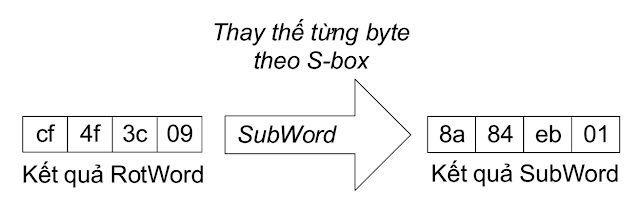 Thay thế từng byte
theo S-box
cf 4f 3c 09
SubWord
8a 84 eb 01
Kết quả RotWord
Kết quả SubWord